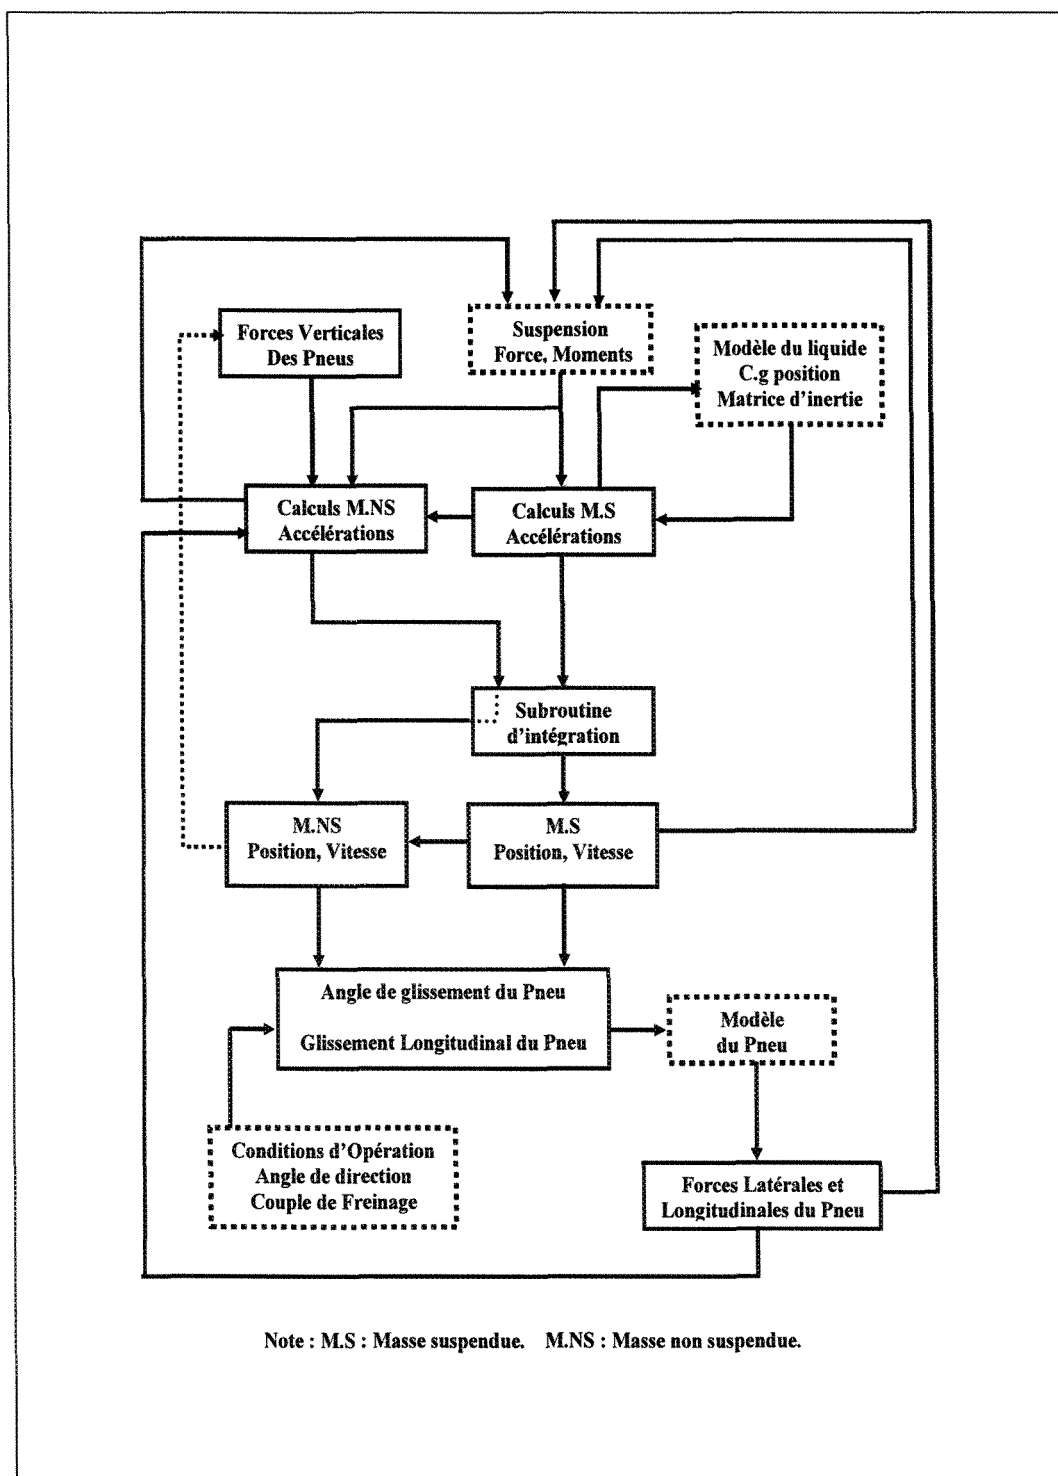 Forces Verticales
Des Pneus
Suspension
Force, Moments
Modèle du liquide
C.g position
Matrice d'inertie
Calculs M.NS
Accélérations
Calculs M.S
Accélérations
Subroutine
d'intégration
M.NS
Position, Vitesse
M.S
Position, Vitesse
Angle de glissement du Pneu
Glissement Longitudinal du Pneu
Modèle
du Pneu
Conditions d'Opération
Angle de direction
Couple de Freinage
Forces Latérales et
Longitudinales du Pneu
Note : M.S : Masse suspendue. M.NS : Masse non suspendue.